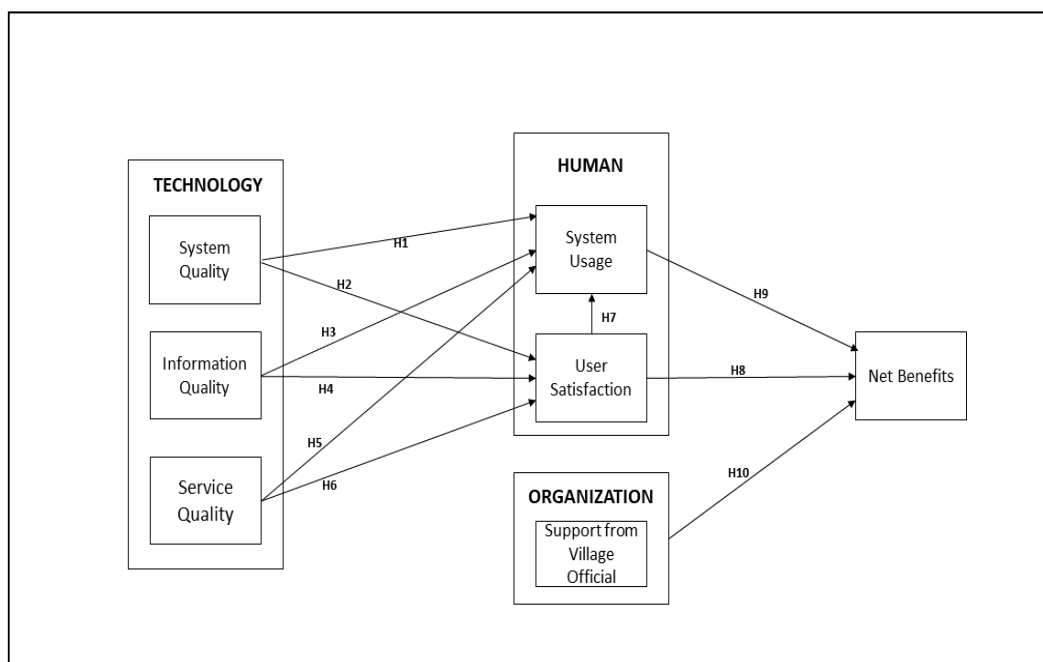 TECHNOLOGY
System
Quality
Information
Quality
Service
Quality
H1
H2
H3
H4
H5
H6
HUMAN
System
Usage
H7
User
Satisfaction
ORGANIZATION
Support from
Village
Official
H9
H8
H10
Net Benefits